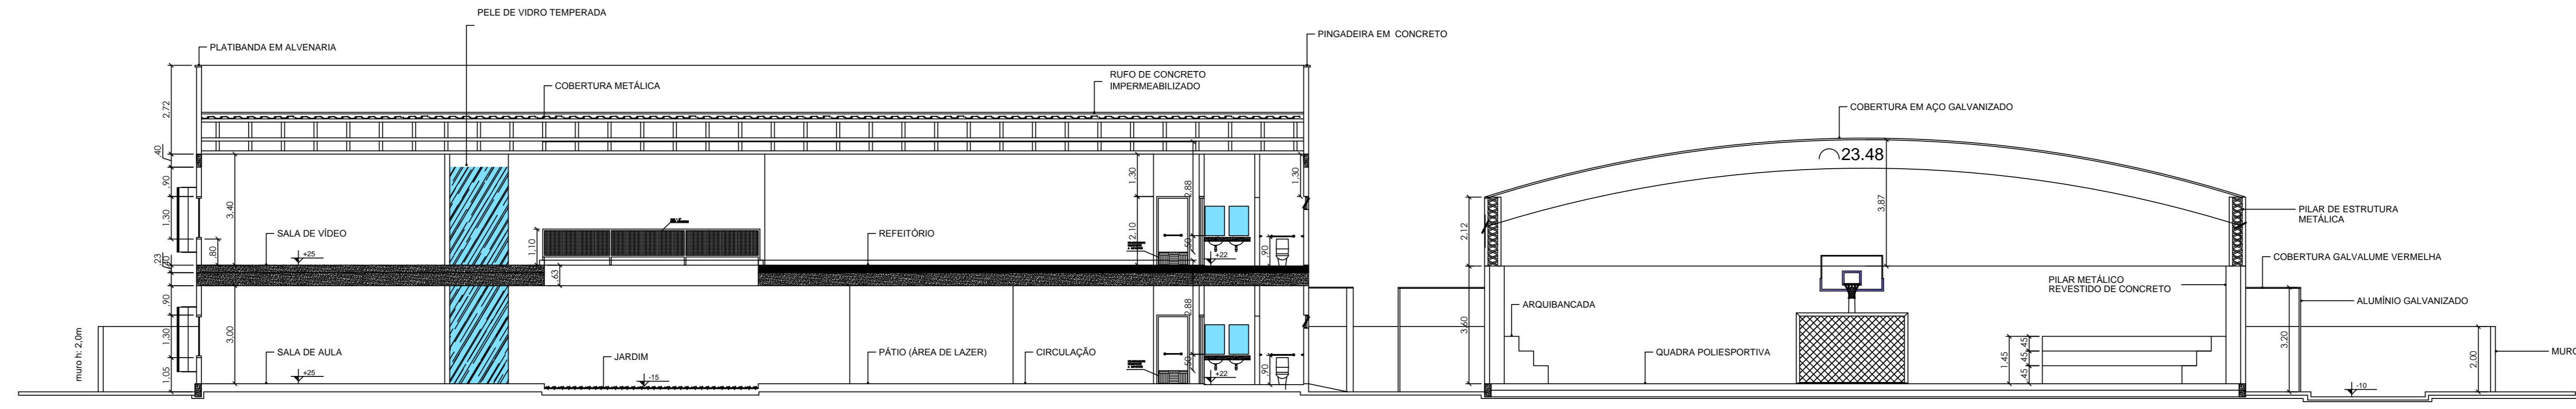 PELE DE VIDRO TEMPERADA
PLATIBANDA EM ALVENARIA
PINGADEIRA EM CONCRETO
COBERTURA METÁLICA
RUFO DE CONCRETO
IMPERMEABILIZADO
COBERTURA EM AÇO GALVANIZADO
23.48
2,72
,40
,90
1,30
,80
,23
3,40
1,10
,63
1,30
2,10
2,88
,50
,90
1,30
SALA DE VÍDEO
+25
REFEITÓRIO
+22
2,12
3,87
PILAR DE ESTRUTURA
METÁLICA
COBERTURA GALVALUME VERMELHA
PILAR METÁLICO
REVESTIDO DE CONCRETO
ALUMÍNIO GALVANIZADO
ARQUIBANCADA
muro h: 2,0m
,90
1,30
1,05
3,00
SALA DE AULA
+25
JARDIM
-15
PÁTIO (ÁREA DE LAZER)
CIRCULAÇÃO
2,88
,50
+22
,90
3,60
QUADRA POLIESPORTIVA
1,45
,45
,45
,45
3,20
2,00
-10
MURO